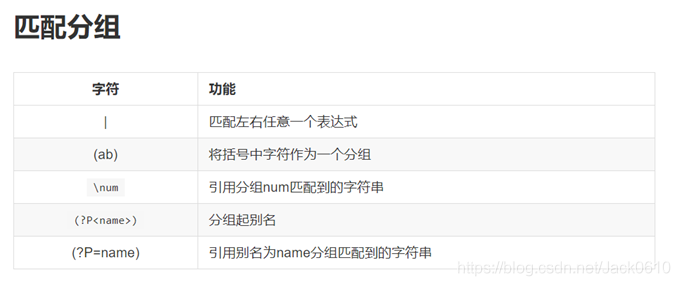 匹配分组
字符 功能
| 匹配左右任意一个表达式
(ab) 将括号中字符作为一个分组
\num 引用分组num匹配到的字符串
(?P<name>) 分组起别名
(?P=name) 引用别名为name分组匹配到的字符串
https://blog.csdn.net/Jack0610